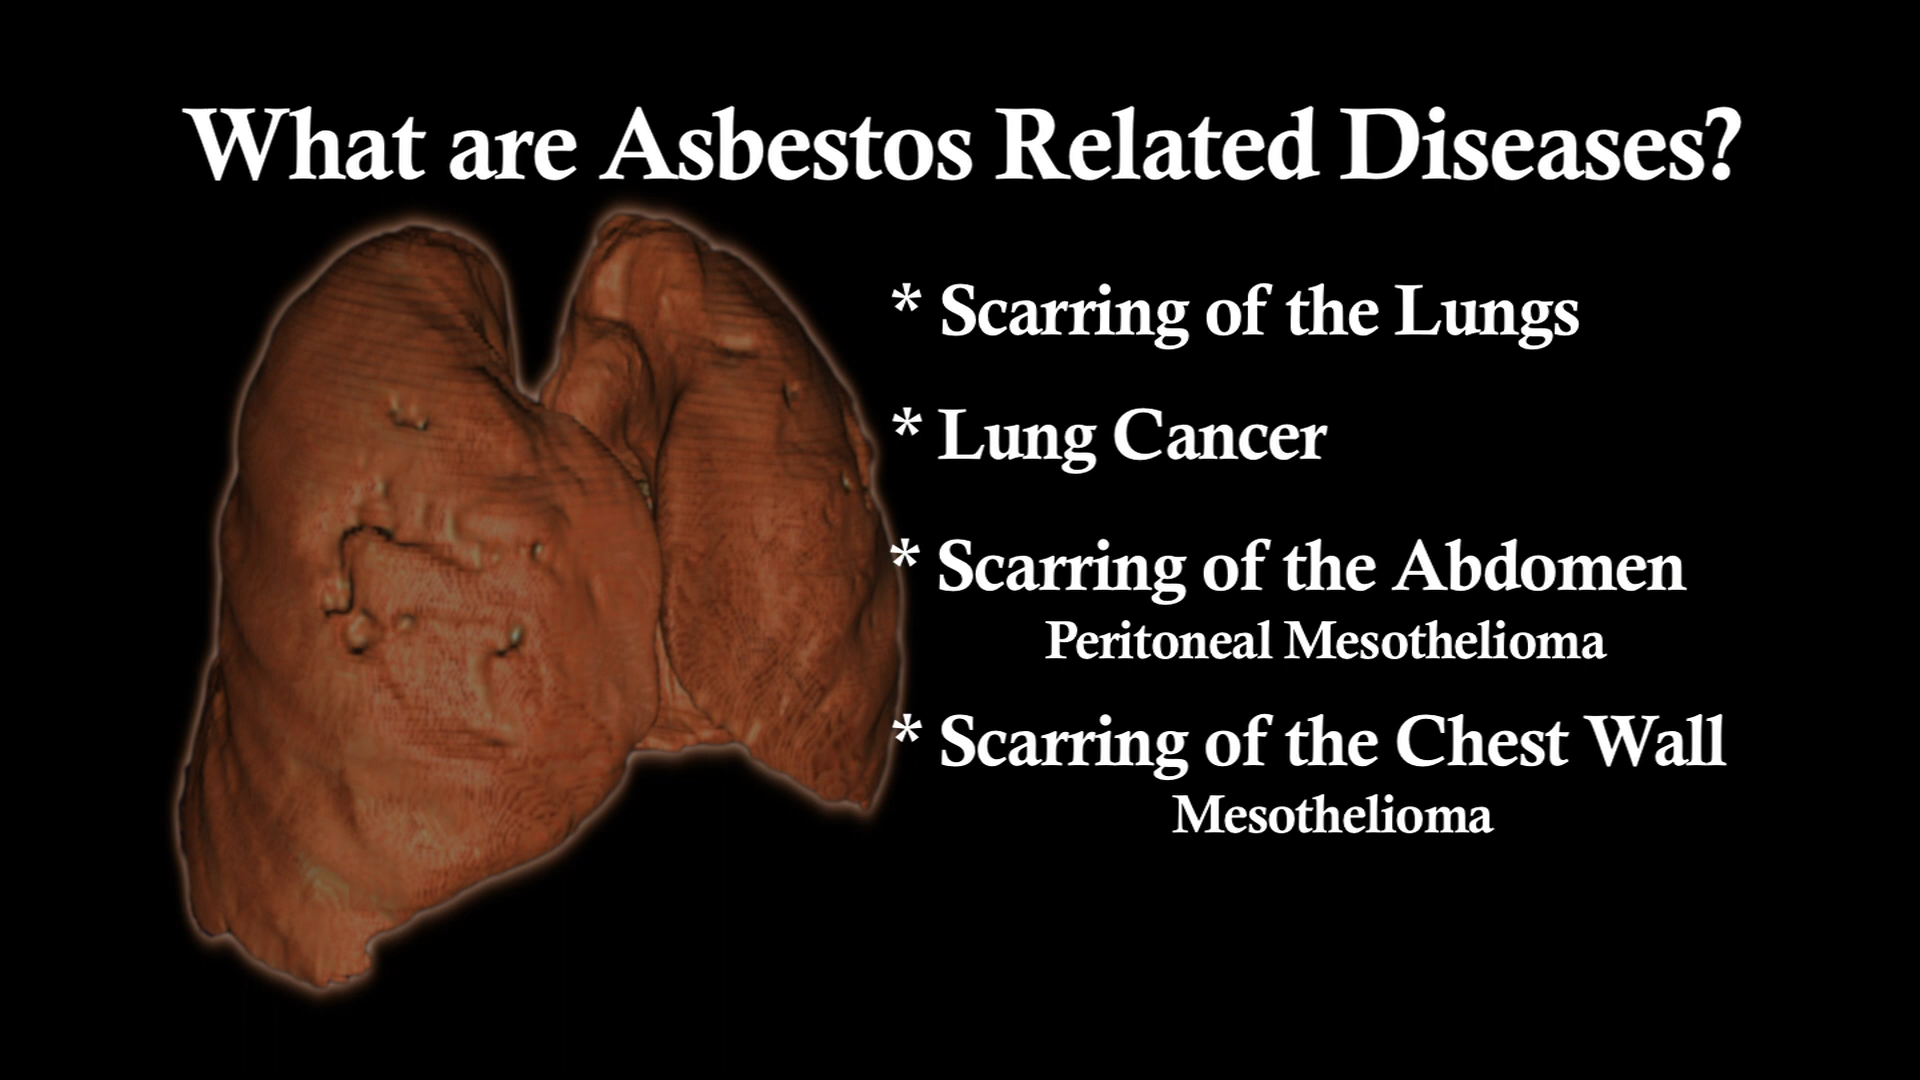 What are Asbestos Related Diseases?
* Scarring of the Lungs
* Lung Cancer
* Scarring of the Abdomen
Peritoneal Mesothelioma
* Scarring of the Chest Wall
Mesothelioma